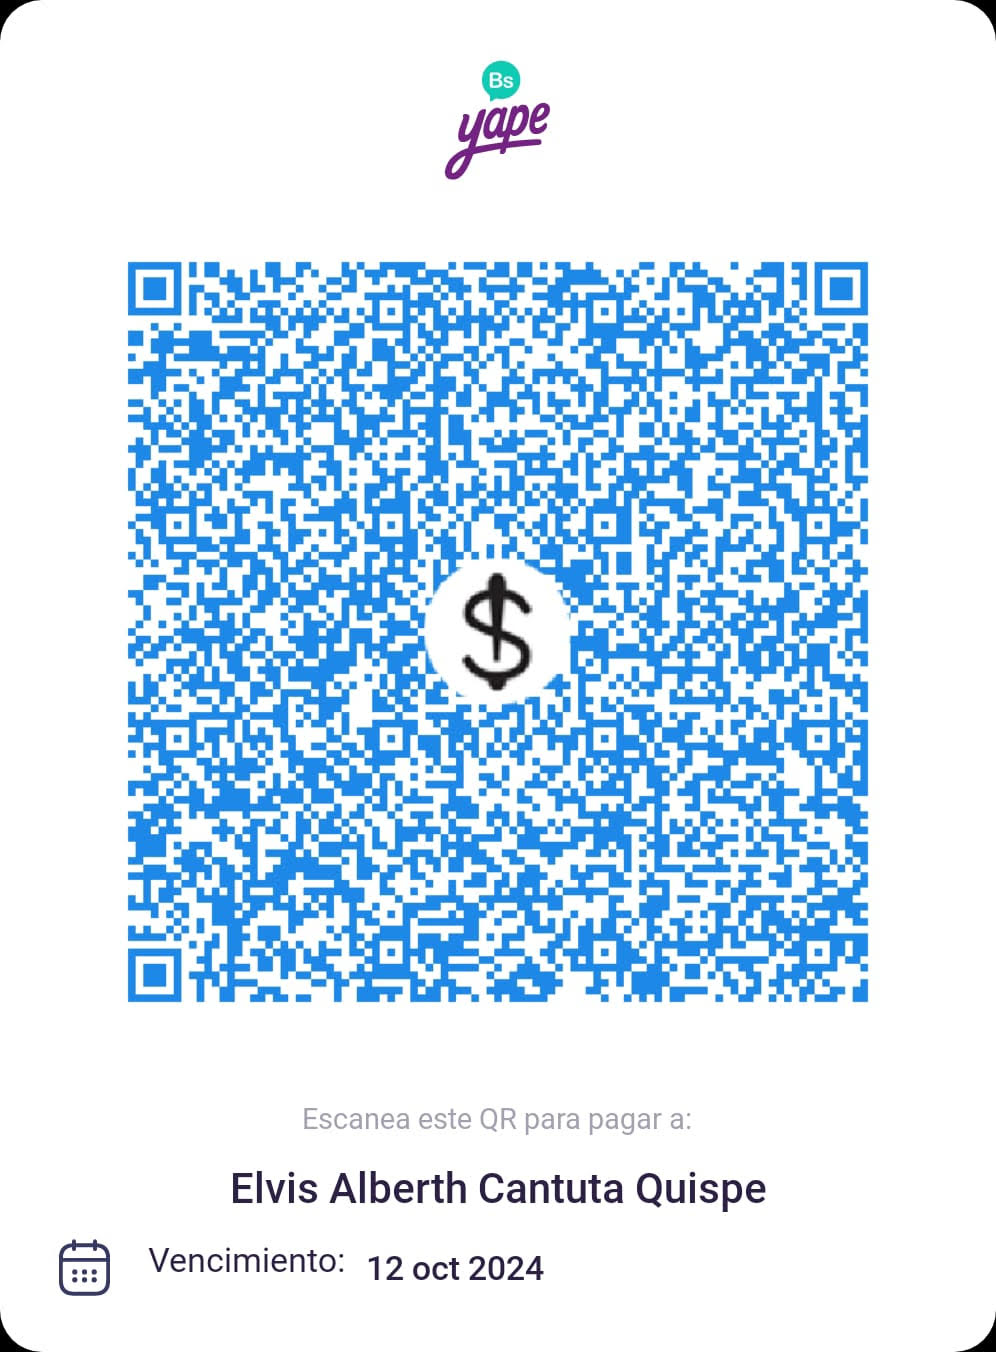 Bs
yape
$
Escanea este QR para pagar a:
Elvis Alberth Cantuta Quispe
Vencimiento: 12 oct 2024